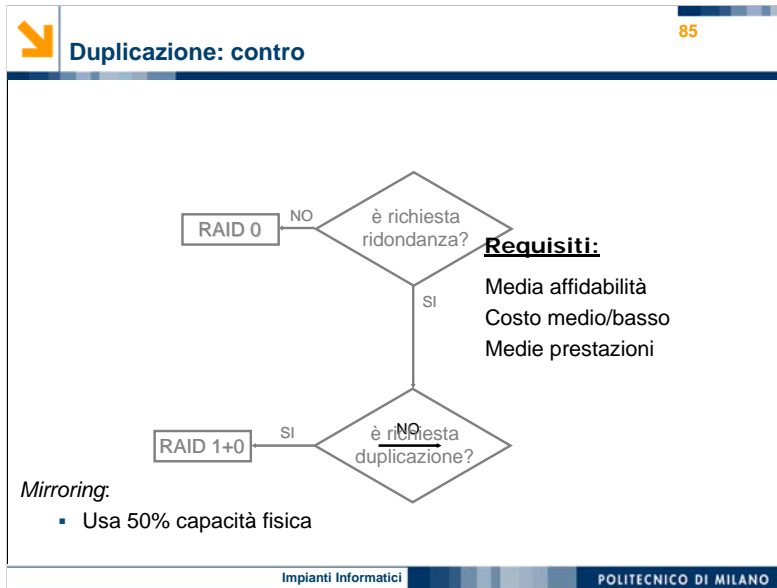 85
Duplicazione: contro
è richiesta
ridondanza?
NO
RAID 0
Requisiti:
Media affidabilità
Costo medio/basso
Medie prestazioni
SI
è richiesta
duplicazione?
NO
SI
RAID 1+0
Mirroring:
▪ Usa 50% capacità fisica
Impianti Informatici
POLITECNICO DI MILANO